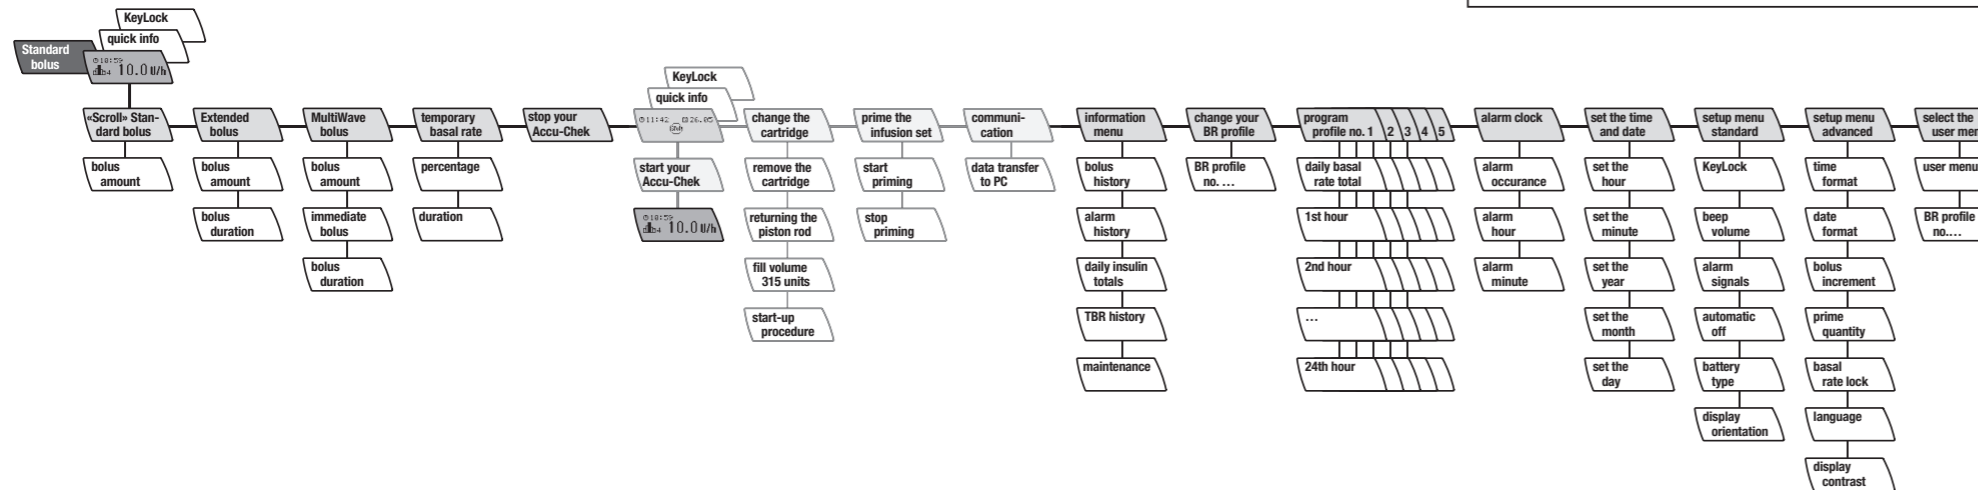 KeyLock
quick info
Standard
bolus
18:59
10.0 U/h
«Scroll» Stan-
dard bolus
bolus
amount
Extended
bolus
bolus
amount
bolus
duration
MultiWave
bolus
bolus
amount
immediate
bolus
bolus
duration
temporary
basal rate
percentage
duration
stop your
Accu-Chek
KeyLock
quick info
11:42 26.05
start your
Accu-Chek
18:59
10.0 U/h
change the
cartridge
remove the
cartridge
returning the
piston rod
fill volume
315 units
start-up
procedure
prime the
infusion set
start
priming
stop
priming
communi-
cation
data transfer
to PC
information
menu
bolus
history
alarm
history
daily insulin
totals
TBR history
maintenance
change your
BR profile
BR profile
no. ...
program
profile no. 1 2 3 4 5
daily basal
rate total
1st hour
2nd hour
...
24th hour
alarm clock
alarm
occurance
alarm
hour
alarm
minute
set the time
and date
set the
hour
set the
minute
set the
year
set the
month
set the
day
setup menu
standard
KeyLock
beep
volume
alarm
signals
automatic
off
battery
type
display
orientation
setup menu
advanced
time
format
date
format
bolus
increment
prime
quantity
basal
rate lock
language
display
contrast
select the
user men
user menu
BR profile
no....